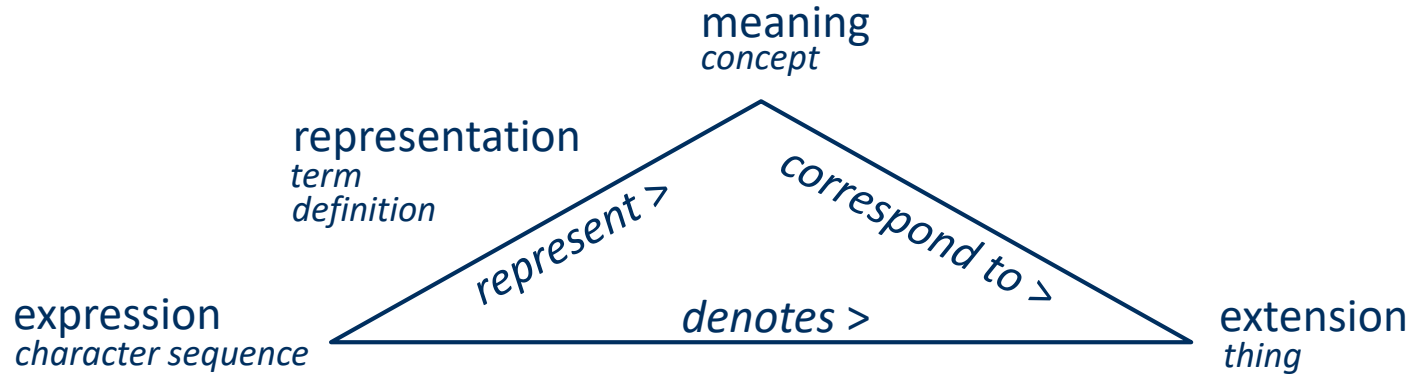 meaning
concept
representation
term
definition
represent >
correspond to >
expression
character sequence
denotes >
extension
thing